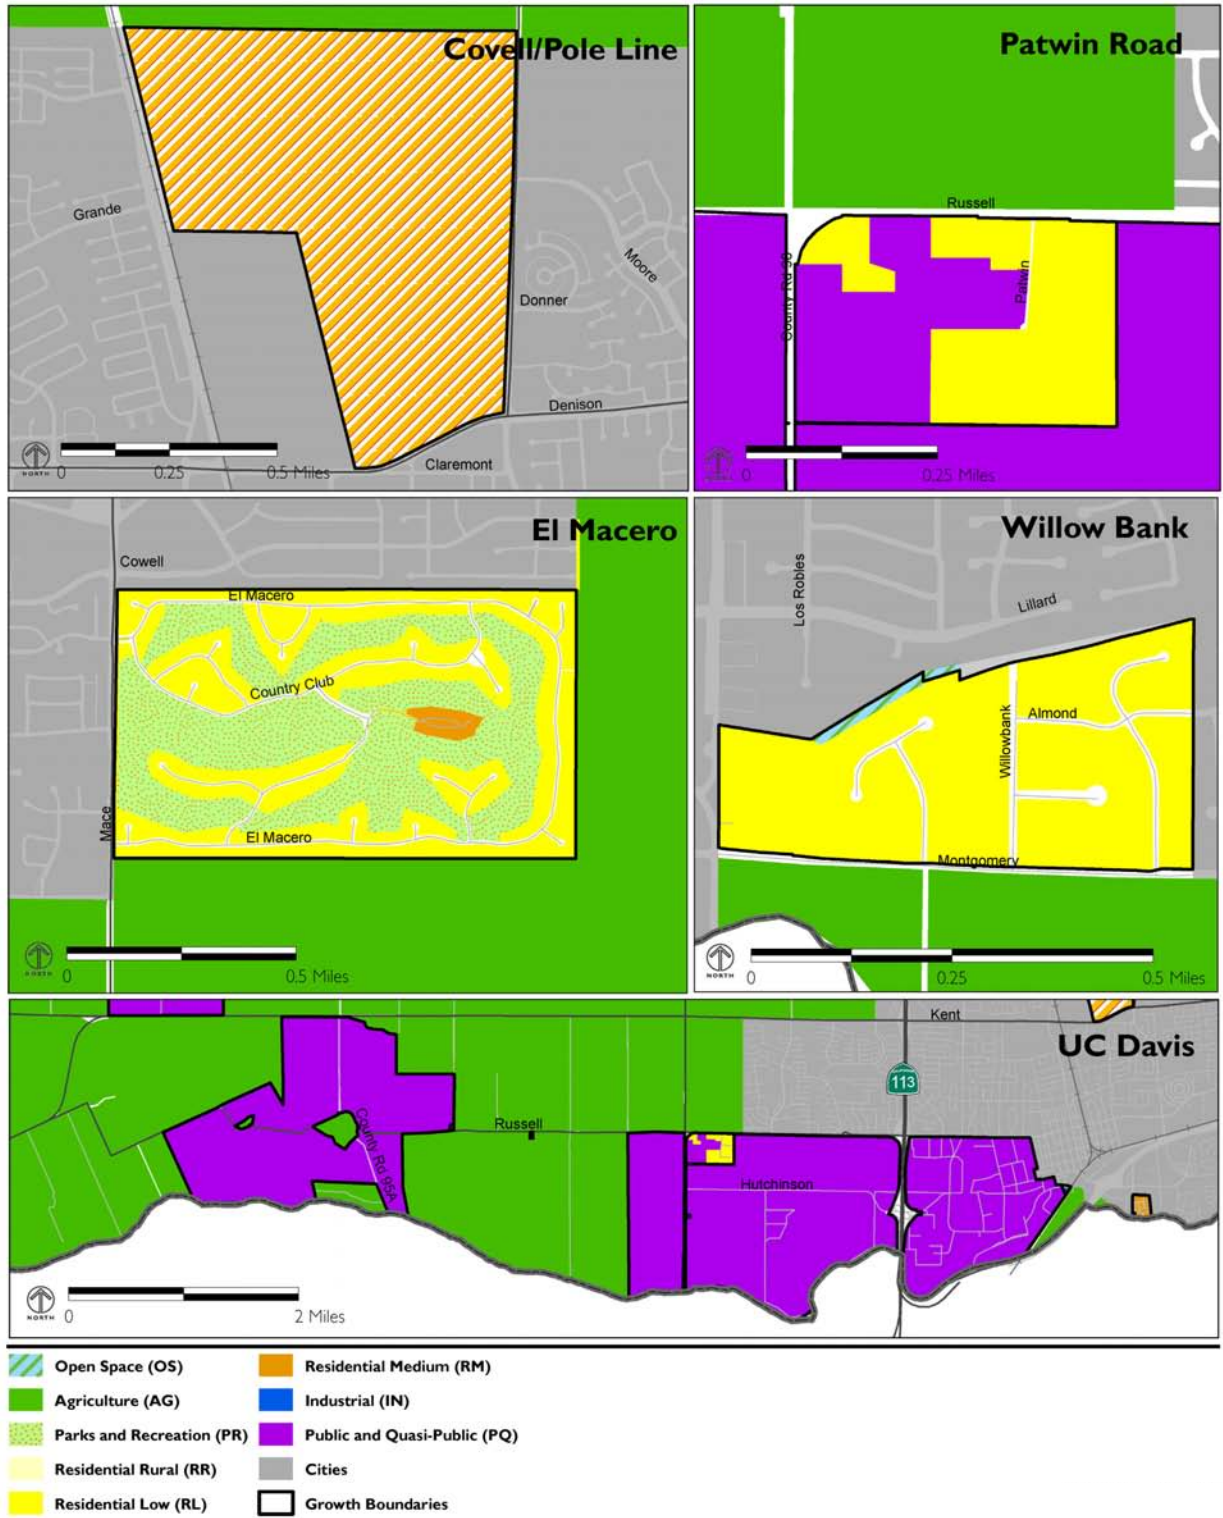 Covell/Pole Line
Grande
Moore
Donner
Denison
Claremont
NORTH
0 0.25 0.5 Miles
Patwin Road
Russell
Patwin
0 0.25 Miles
El Macero
Cowell
El Macero
Country Club
Mace
El Macero
NORTH
0 0.5 Miles
Willow Bank
Los Robles
Lillard
Almond
Willowbank
Montgomery
NORTH
0 0.25 0.5 Miles
UC Davis
Kent
113
County Rd 95A
Russell
Hutchinson
NORTH
0 2 Miles
Open Space (OS)
Agriculture (AG)
Parks and Recreation (PR)
Residential Rural (RR)
Residential Low (RL)
Residential Medium (RM)
Industrial (IN)
Public and Quasi-Public (PQ)
Cities
Growth Boundaries